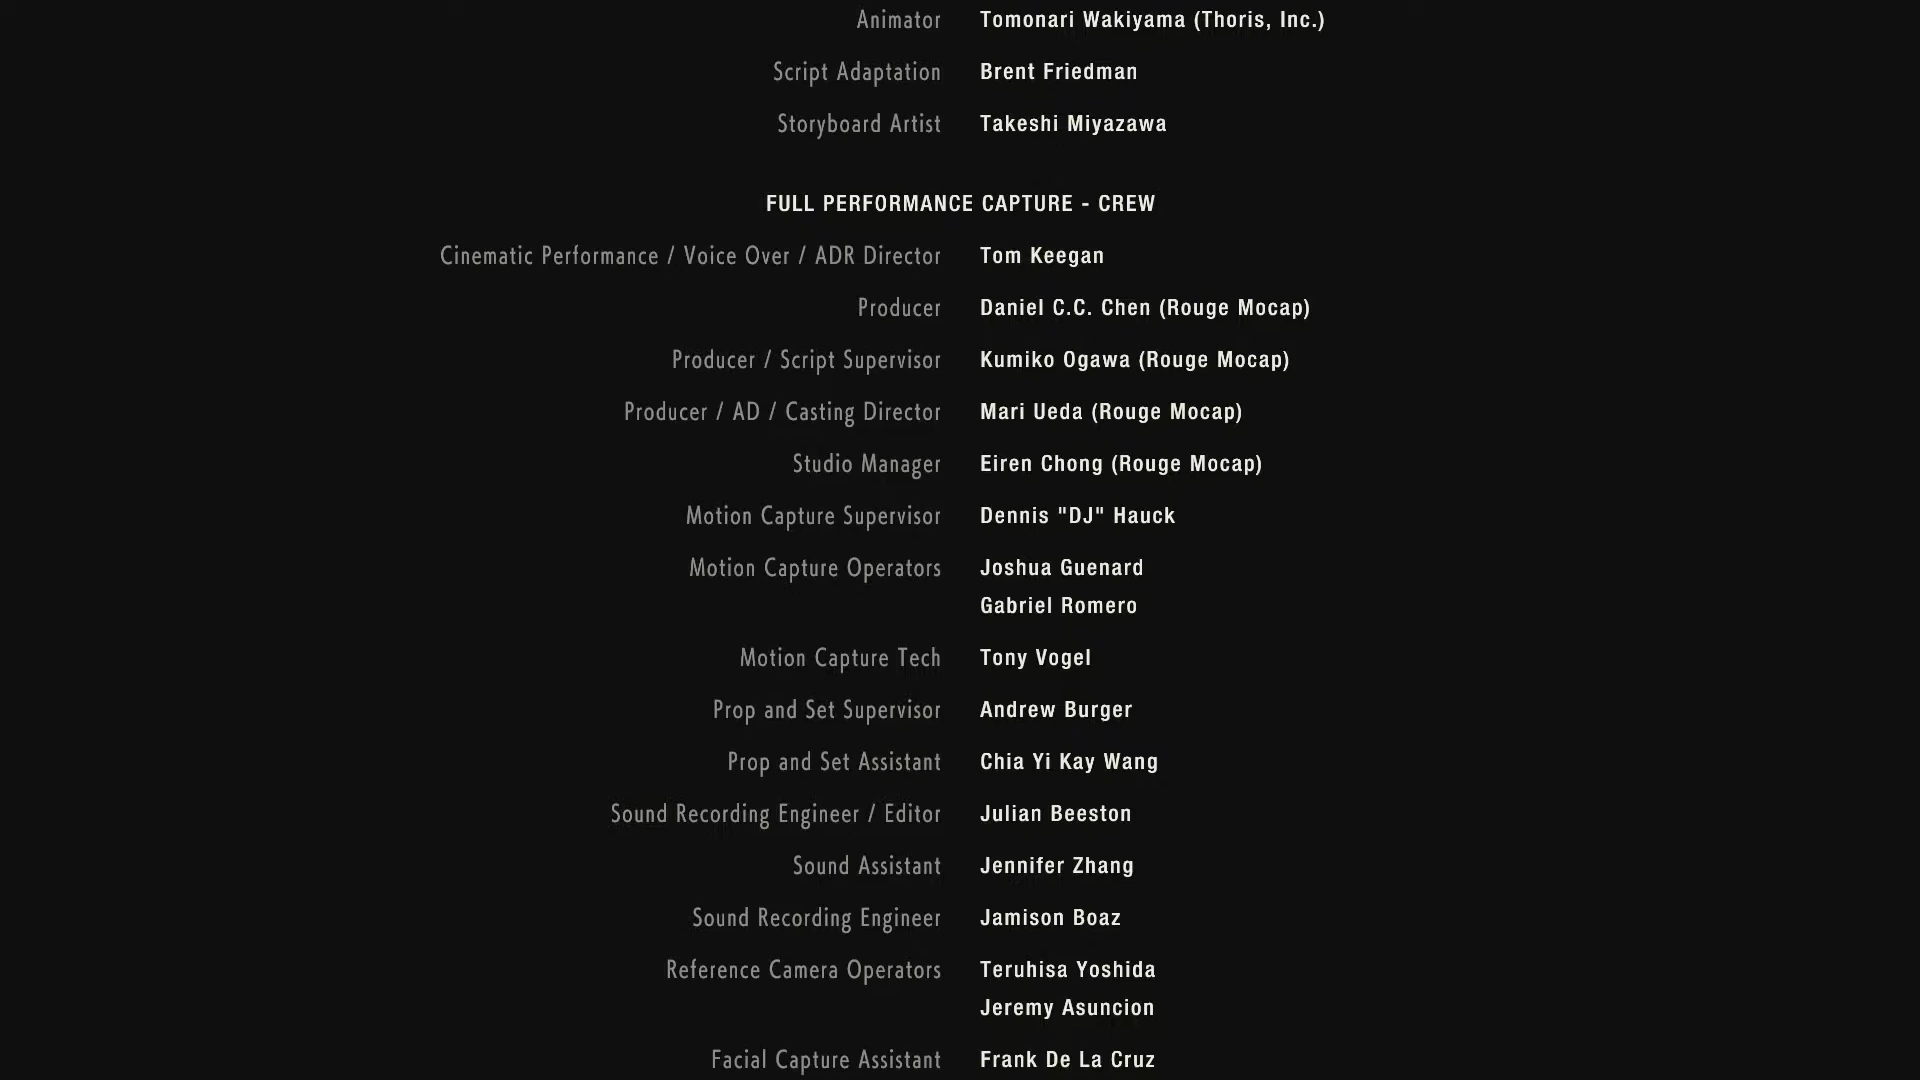 Animator Tomonari Wakiyama (Thoris, Inc.)
Script Adaptation Brent Friedman
Storyboard Artist Takeshi Miyazawa
FULL PERFORMANCE CAPTURE - CREW
Cinematic Performance / Voice Over / ADR Director Tom Keegan
Producer Daniel C.C. Chen (Rouge Mocap)
Producer / Script Supervisor Kumiko Ogawa (Rouge Mocap)
Producer / AD / Casting Director Mari Ueda (Rouge Mocap)
Studio Manager Eiren Chong (Rouge Mocap)
Motion Capture Supervisor Dennis "DJ" Hauck
Motion Capture Operators Joshua Guenard
Gabriel Romero
Motion Capture Tech Tony Vogel
Prop and Set Supervisor Andrew Burger
Prop and Set Assistant Chia Yi Kay Wang
Sound Recording Engineer / Editor Julian Beeston
Sound Assistant Jennifer Zhang
Sound Recording Engineer Jamison Boaz
Reference Camera Operators Teruhisa Yoshida
Jeremy Asuncion
Facial Capture Assistant Frank De La Cruz